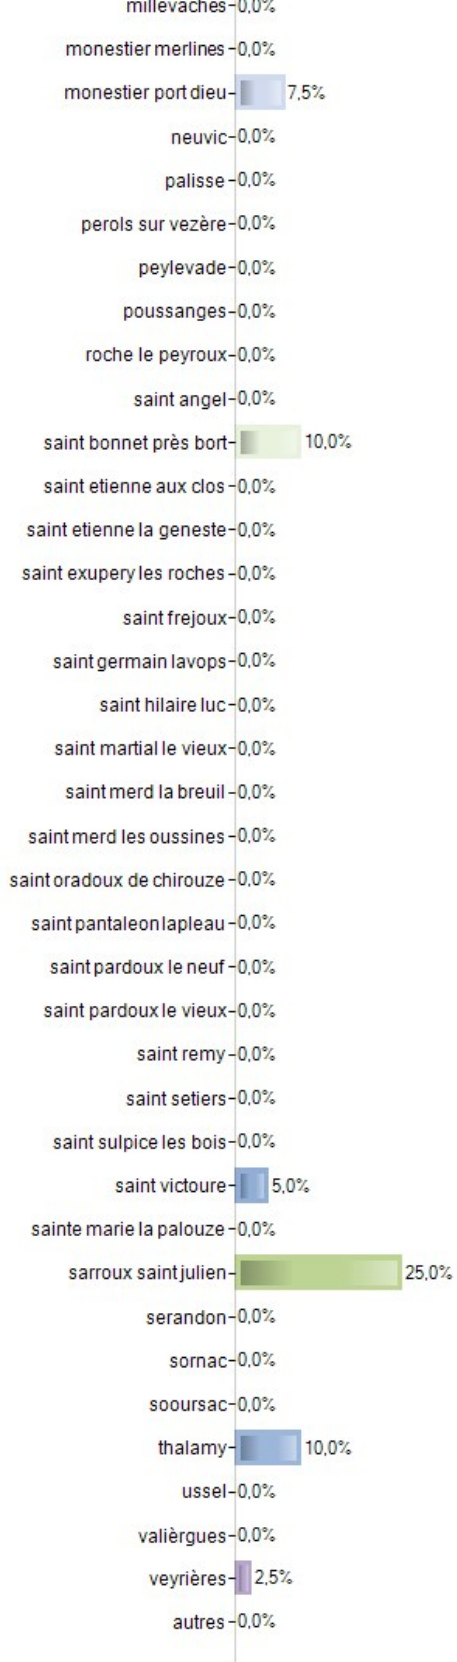 millevaches 0,0%
monestier merlines 0,0%
monestier port dieu 7,5%
neuvic 0,0%
palisse 0,0%
perols sur vezère 0,0%
peylevade 0,0%
poussanges 0,0%
roche le peyroux 0,0%
saint angel 0,0%
saint bonnet près bort 10,0%
saint etienne aux clos 0,0%
saint etienne la geneste 0,0%
saint exupery les roches 0,0%
saint frejoux 0,0%
saint germain lavops 0,0%
saint hilaire luc 0,0%
saint martial le vieux 0,0%
saint merd la breuil 0,0%
saint merd les oussines 0,0%
saint oradoux de chirouze 0,0%
saint pantaleon lapleau 0,0%
saint pardoux le neuf 0,0%
saint pardoux le vieux 0,0%
saint remy 0,0%
saint setiers 0,0%
saint sulpice les bois 0,0%
saint victoure 5,0%
sainte marie la palouze 0,0%
sarroux saint julien 25,0%
serandon 0,0%
sornac 0,0%
sooursac 0,0%
thalamy 10,0%
ussel 0,0%
valièrgues 0,0%
veyrières 2,5%
autres 0,0%